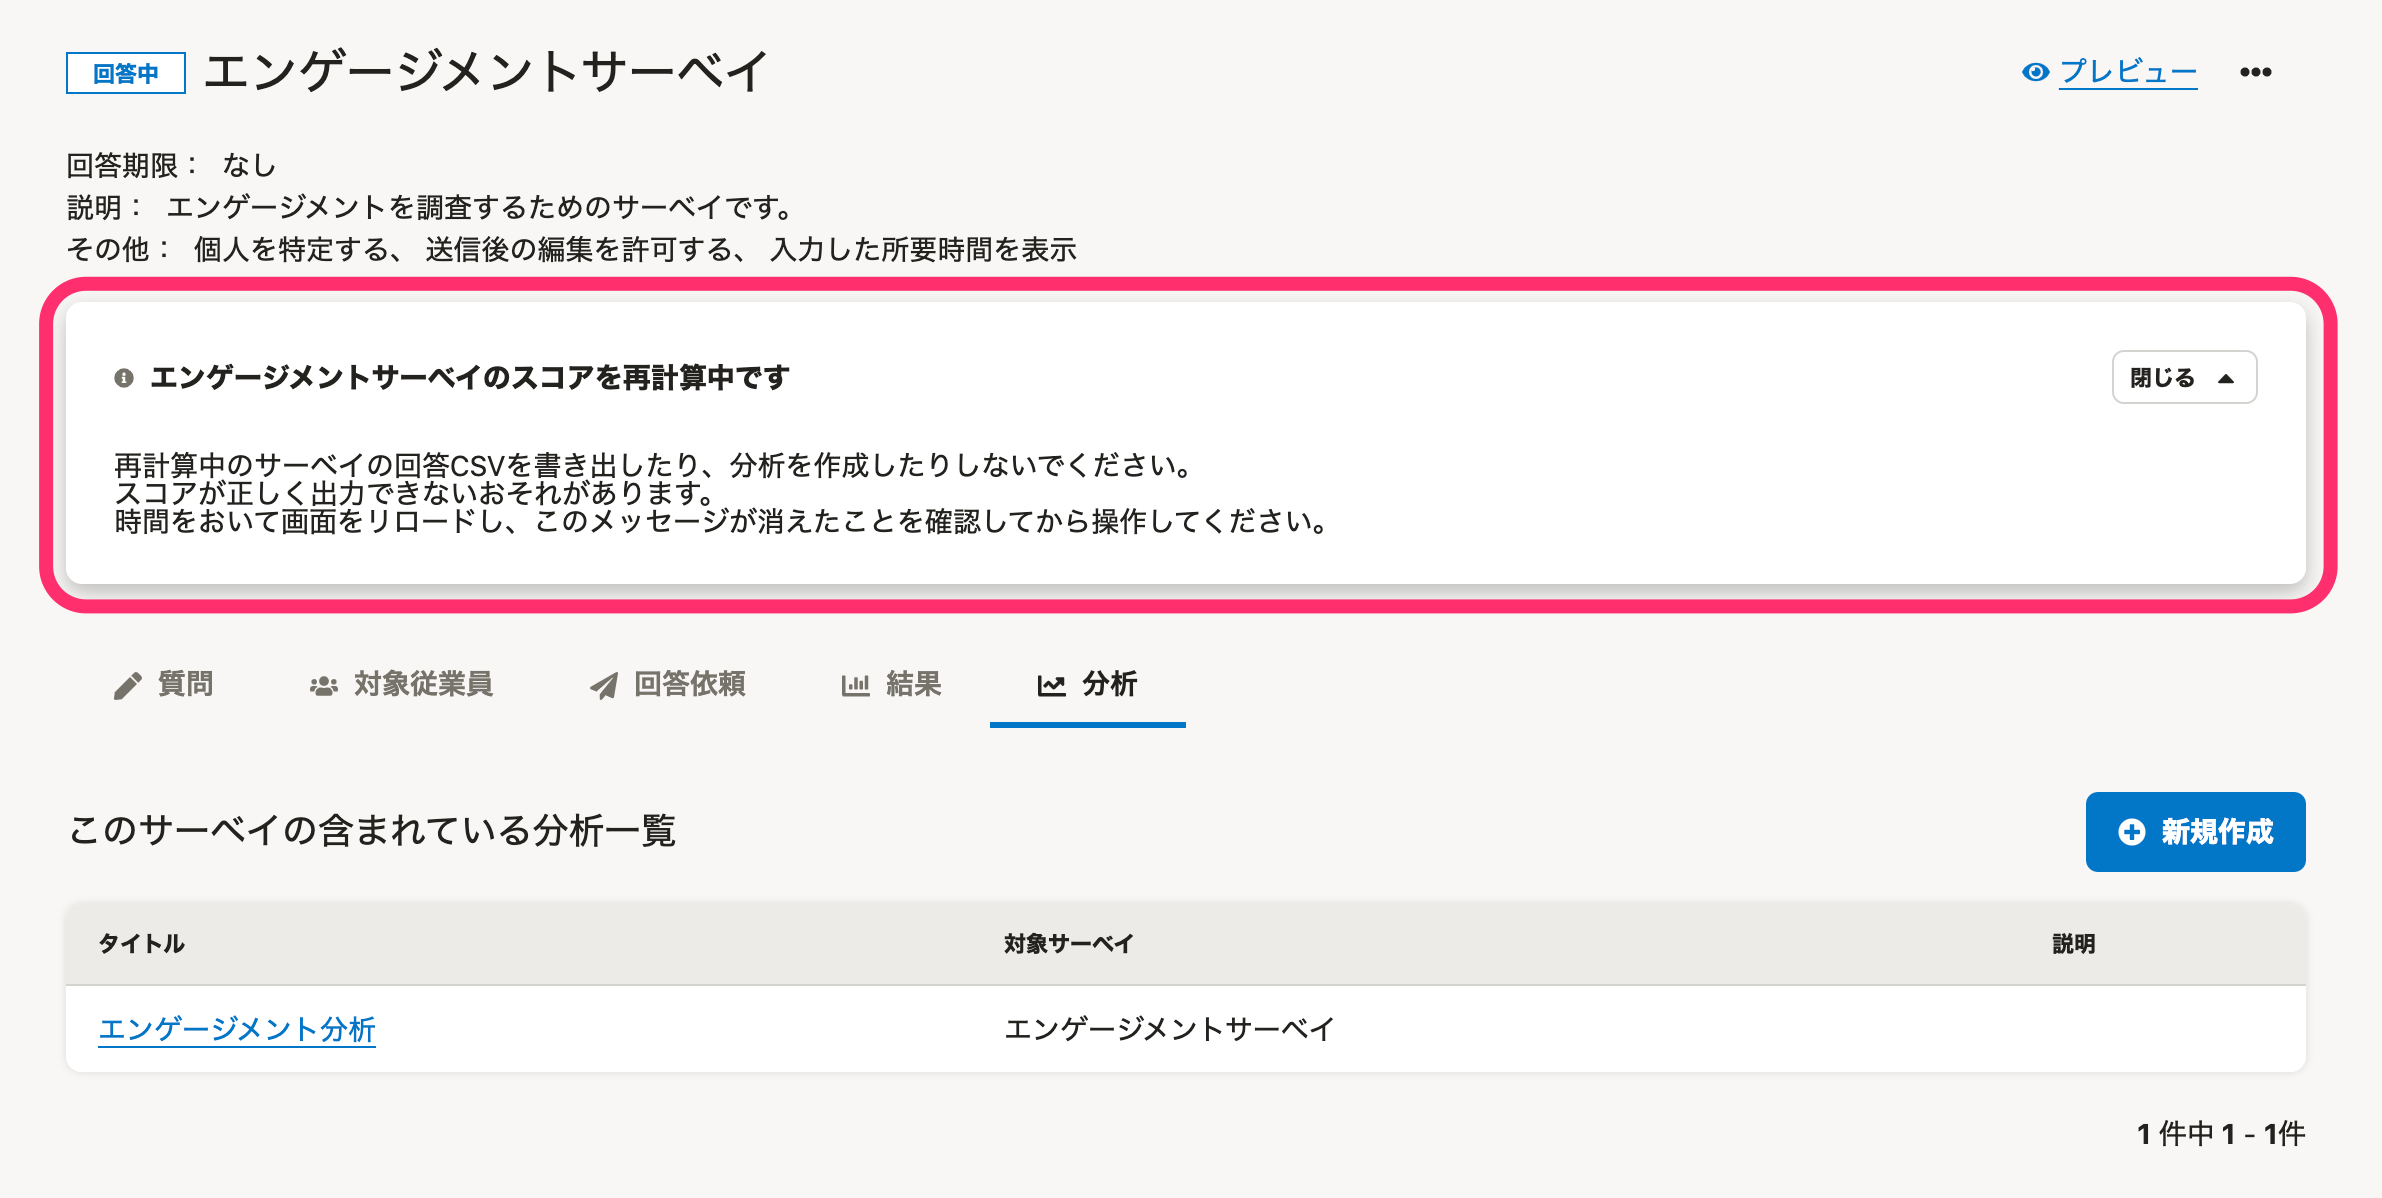 回答中 エンゲージメントサーベイ
プレビュー
回答期限： なし
説明： エンゲージメントを調査するためのサーベイです。
その他： 個人を特定する、 送信後の編集を許可する、 入力した所要時間を表示
エンゲージメントサーベイのスコアを再計算中です
閉じる
再計算中のサーベイの回答CSVを書き出したり、分析を作成したりしないでください。
スコアが正しく出力できないおそれがあります。
時間をおいて画面をリロードし、このメッセージが消えたことを確認してから操作してください。
質問 対象従業員 回答依頼 結果 分析
このサーベイの含まれている分析一覧
新規作成
タイトル 対象サーベイ 説明
エンゲージメント分析 エンゲージメントサーベイ
1 件中 1 - 1件